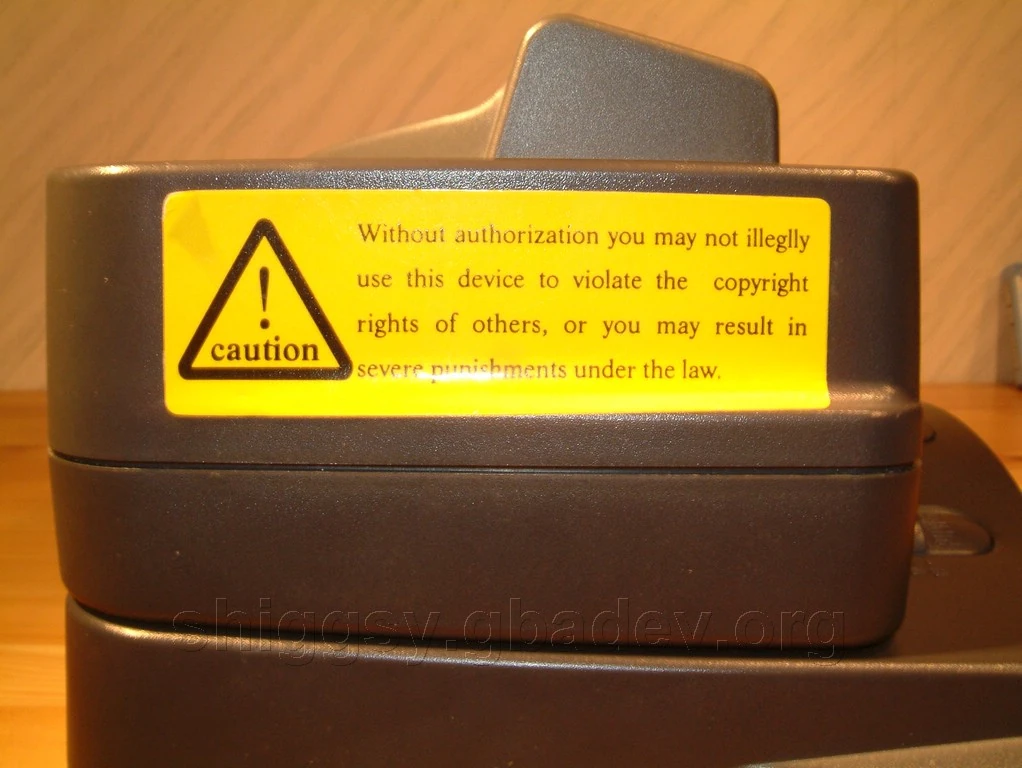 Without authorization you may not illeglly
use this device to violate the copyright
rights of others, or you may result in
severe punishments under the law.
caution
shiggsy.gbadev.org